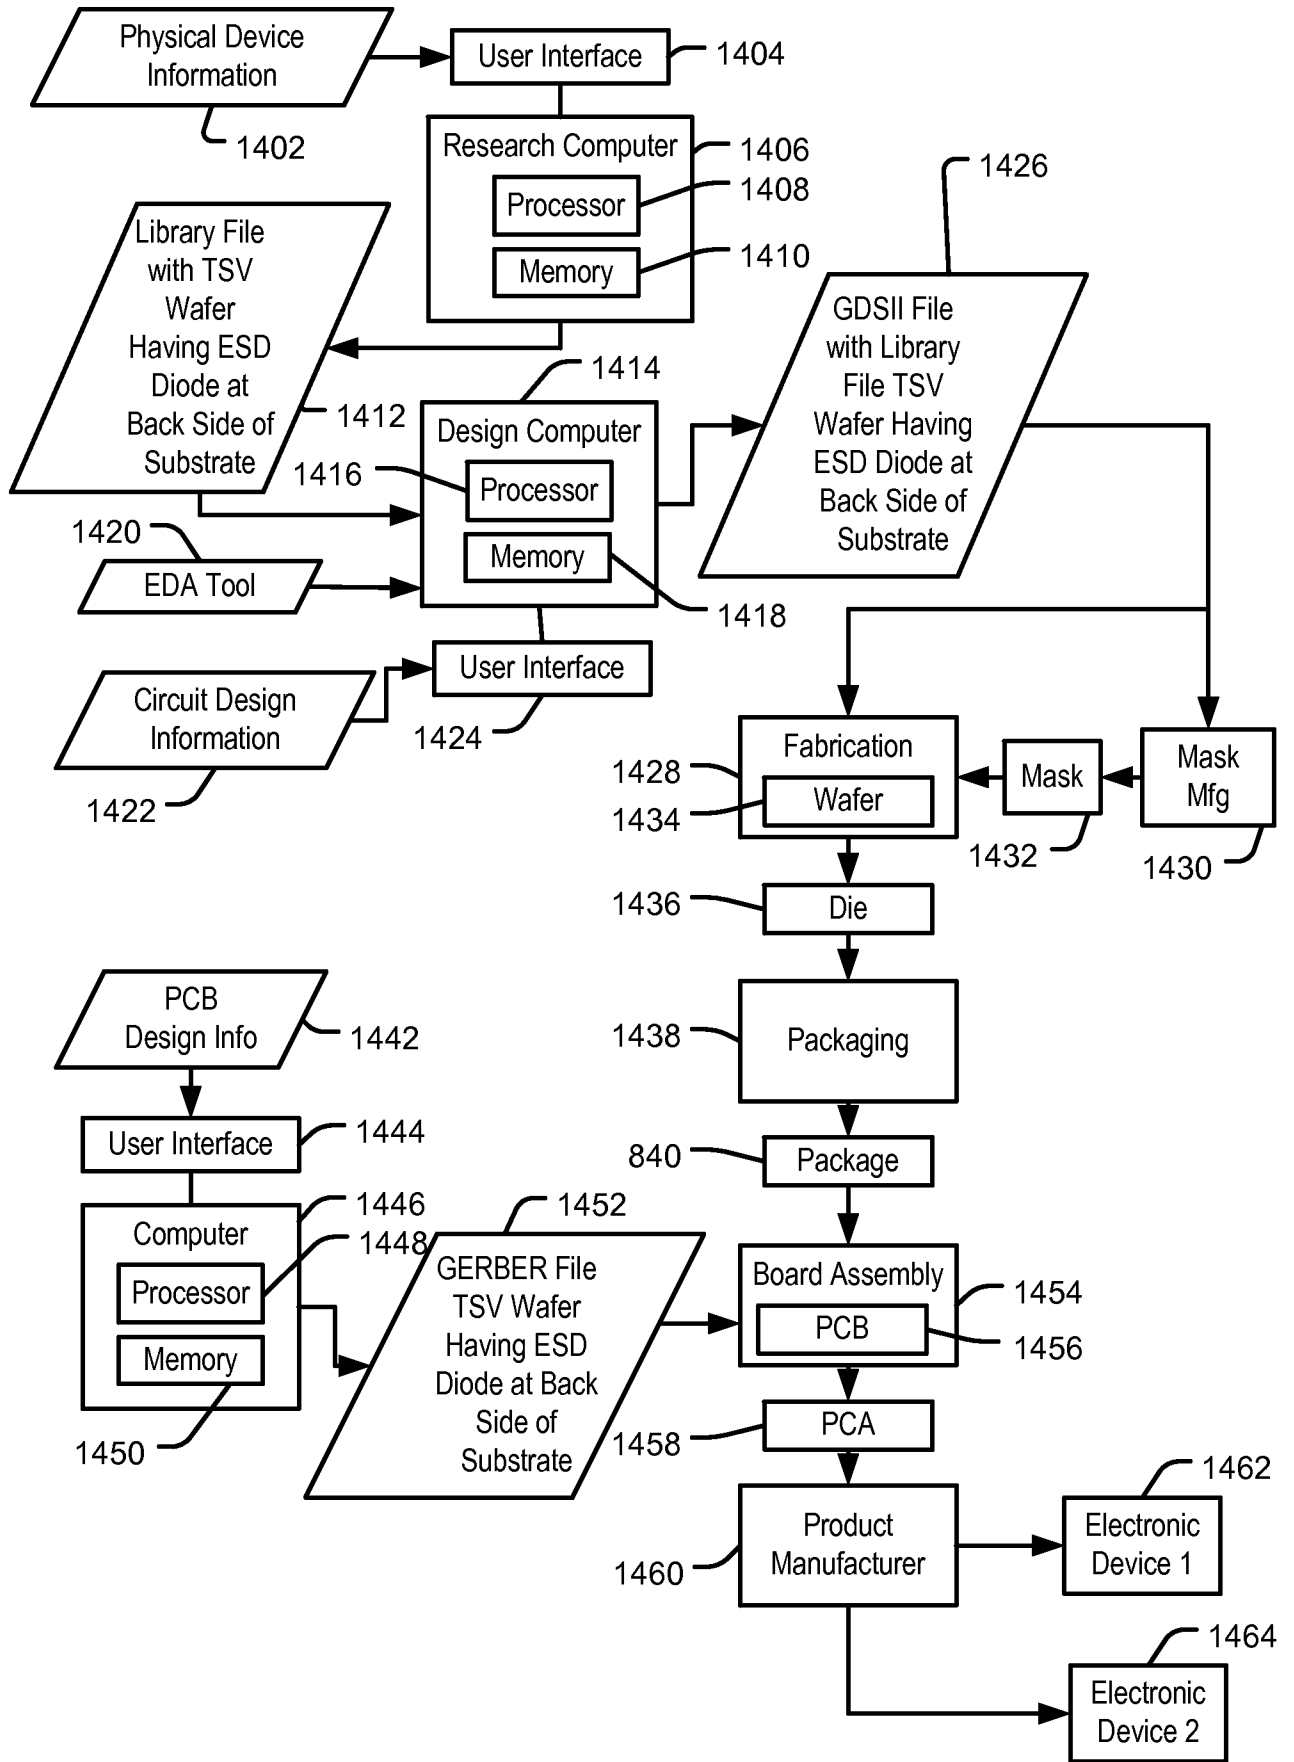 Physical Device
Information
1402
User Interface
1404
Research Computer
1406
Processor
1408
Memory
1410
Library File
with TSV
Wafer
Having ESD
Diode at
Back Side of
Substrate
1412
1414
Design Computer
1416
Processor
Memory
1418
1420
EDA Tool
User Interface
1424
Circuit Design
Information
1422
1426
GDSII File
with Library
File TSV
Wafer Having
ESD Diode at
Back Side of
Substrate
Fabrication
1428
Wafer
1434
Mask
1432
Mask
Mfg
1430
1436
Die
1438
Packaging
840
Package
PCB
Design Info
1442
User Interface
1444
1446
Computer
1448
Processor
Memory
1450
1452
GERBER File
TSV Wafer
Having ESD
Diode at Back
Side of
Substrate
Board Assembly
1454
PCB
1456
PCA
1458
Product
Manufacturer
1460
1462
Electronic
Device 1
1464
Electronic
Device 2